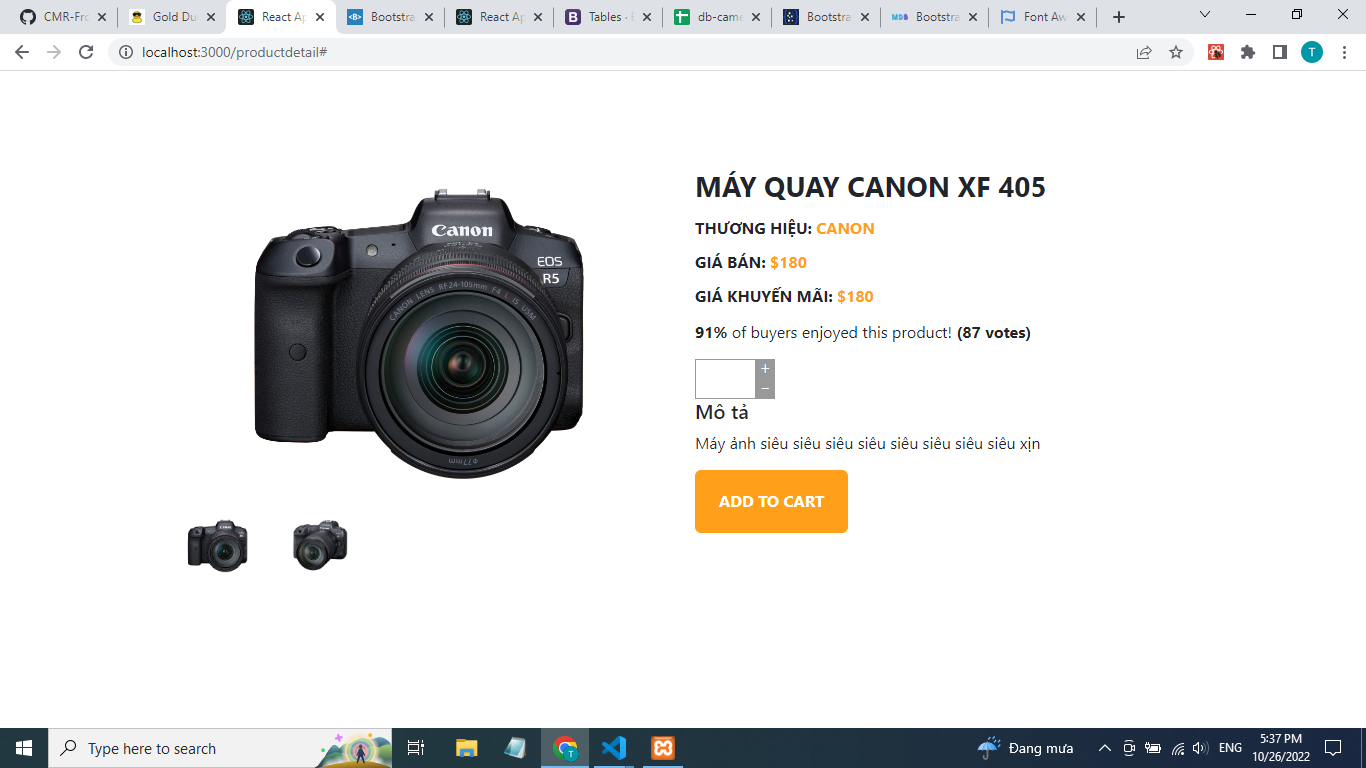 CMR-Fro
Gold Du
React Ap
Bootstra
React Ap
Tables · B
db-came
Bootstra
Bootstra
Font Aw
localhost:3000/productdetail#
T
MÁY QUAY CANON XF 405
THƯƠNG HIỆU: CANON
GIÁ BÁN: $180
GIÁ KHUYẾN MÃI: $180
91% of buyers enjoyed this product! (87 votes)
+
−
Mô tả
Máy ảnh siêu siêu siêu siêu siêu siêu siêu siêu xịn
ADD TO CART
Canon
EOS
R5
CANON LENS RF24-105mm F4 L IS USM
Φ77mm
Canon
Type here to search
Đang mưa
ENG
5:37 PM
10/26/2022